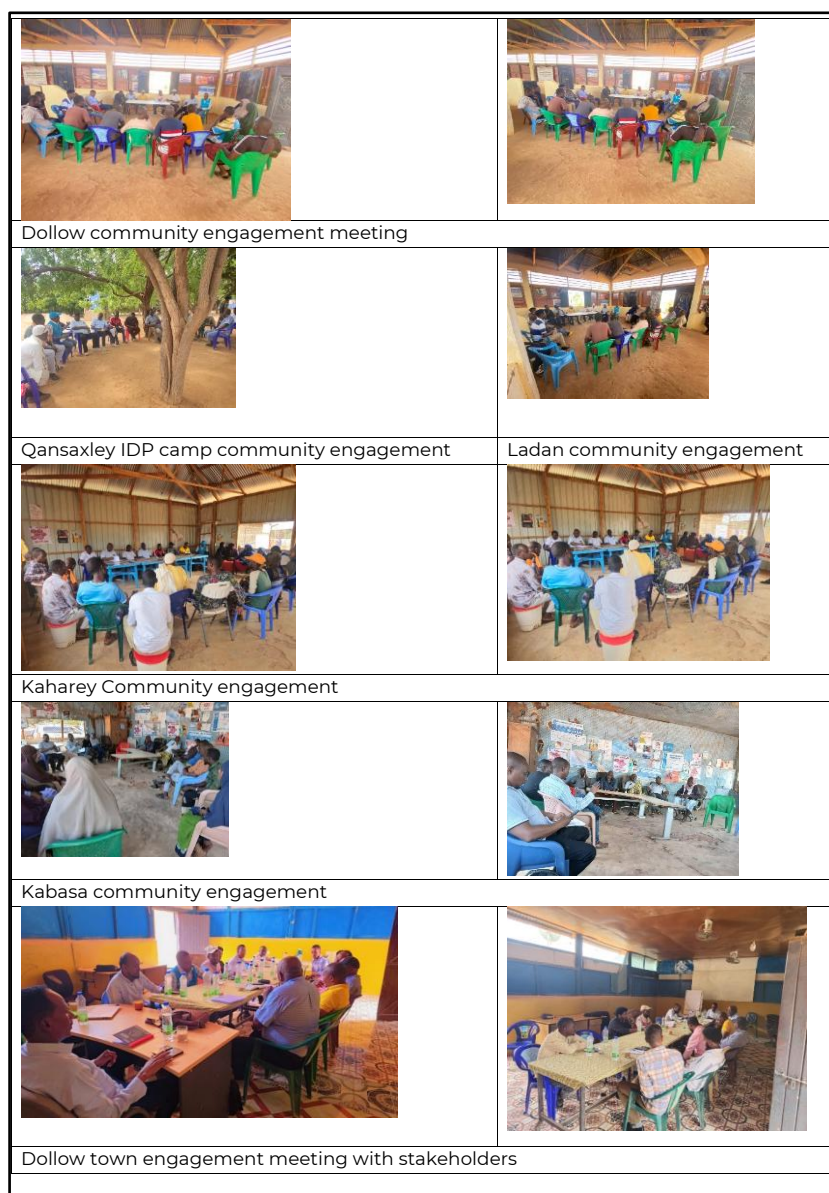 Dollow community engagement meeting
Qansaxley IDP camp community engagement
Ladan community engagement
Kaharey Community engagement
Kabasa community engagement
Dollow town engagement meeting with stakeholders